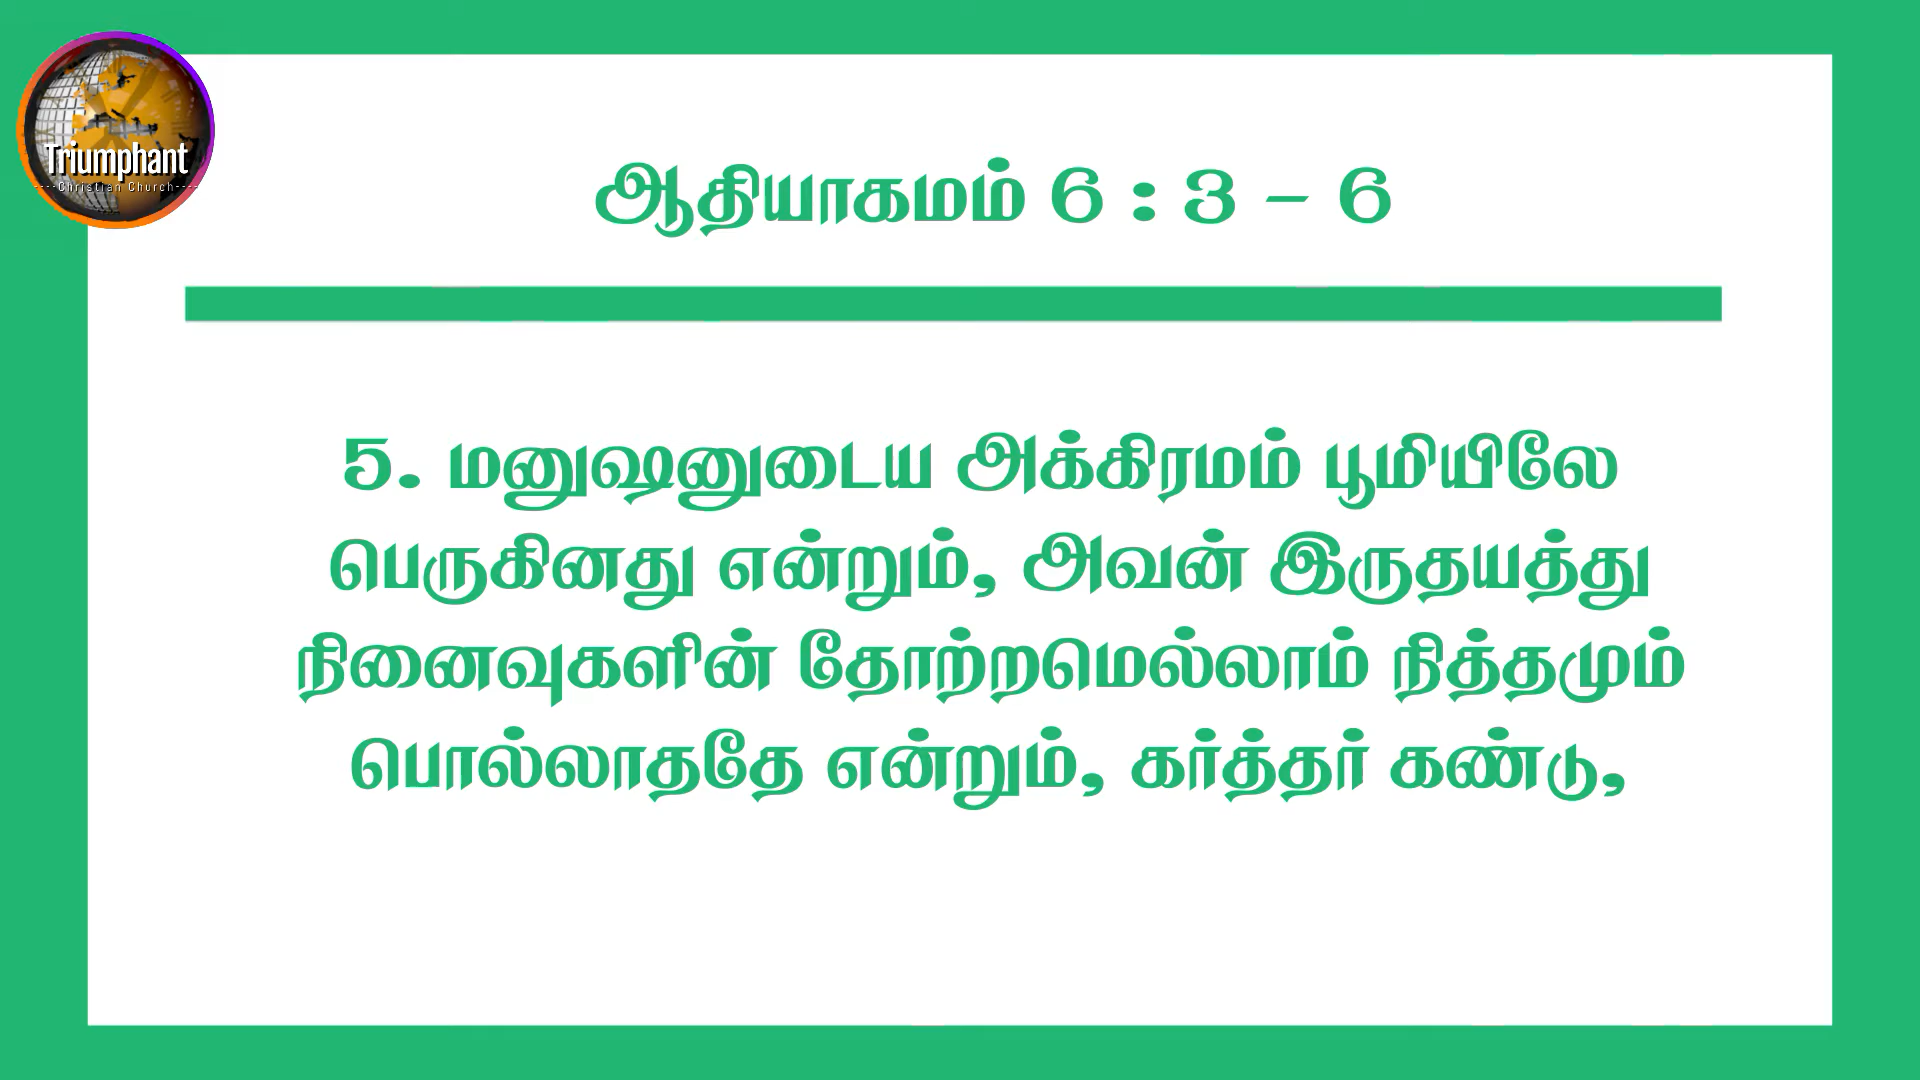 Triumphant
Christian Church
ஆதியாகமம் 6 : 3 - 6
5. மனுஷனுடைய அக்கிரமம் பூமியிலே
பெருகினது என்றும், அவன் இருதயத்து
நினைவுகளின் தோற்றமெல்லாம் நித்தமும்
பொல்லாததே என்றும், கர்த்தர் கண்டு,